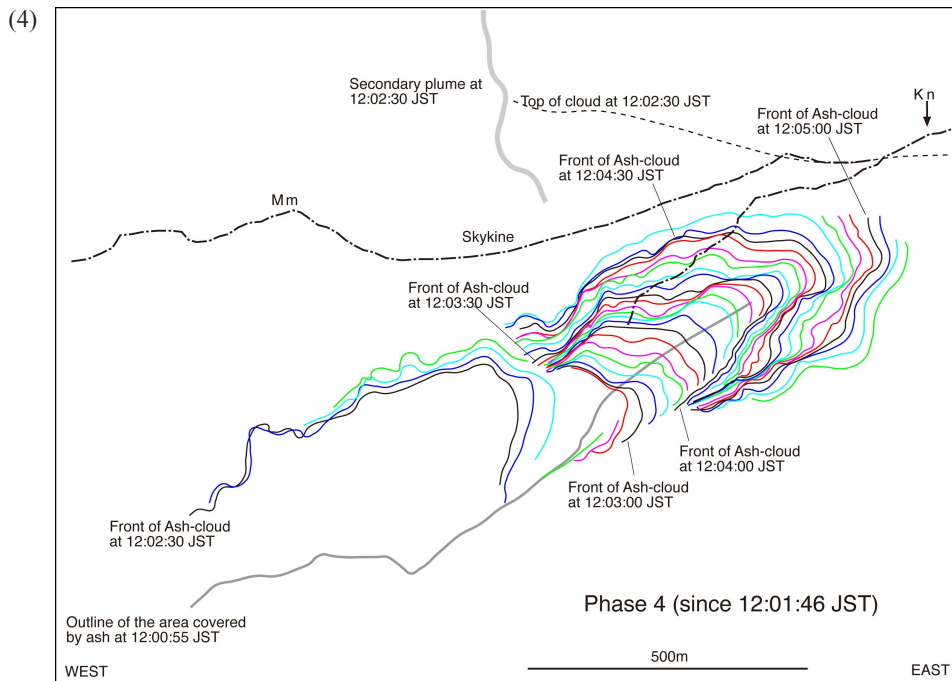 (4)
Secondary plume at
12:02:30 JST
Top of cloud at 12:02:30 JST
Kn
Front of Ash-cloud
at 12:05:00 JST
Front of Ash-cloud
at 12:04:30 JST
Mm
Skykine
Front of Ash-cloud
at 12:03:30 JST
Front of Ash-cloud
at 12:04:00 JST
Front of Ash-cloud
at 12:03:00 JST
Front of Ash-cloud
at 12:02:30 JST
Phase 4 (since 12:01:46 JST)
Outline of the area covered
by ash at 12:00:55 JST
500m
WEST
EAST